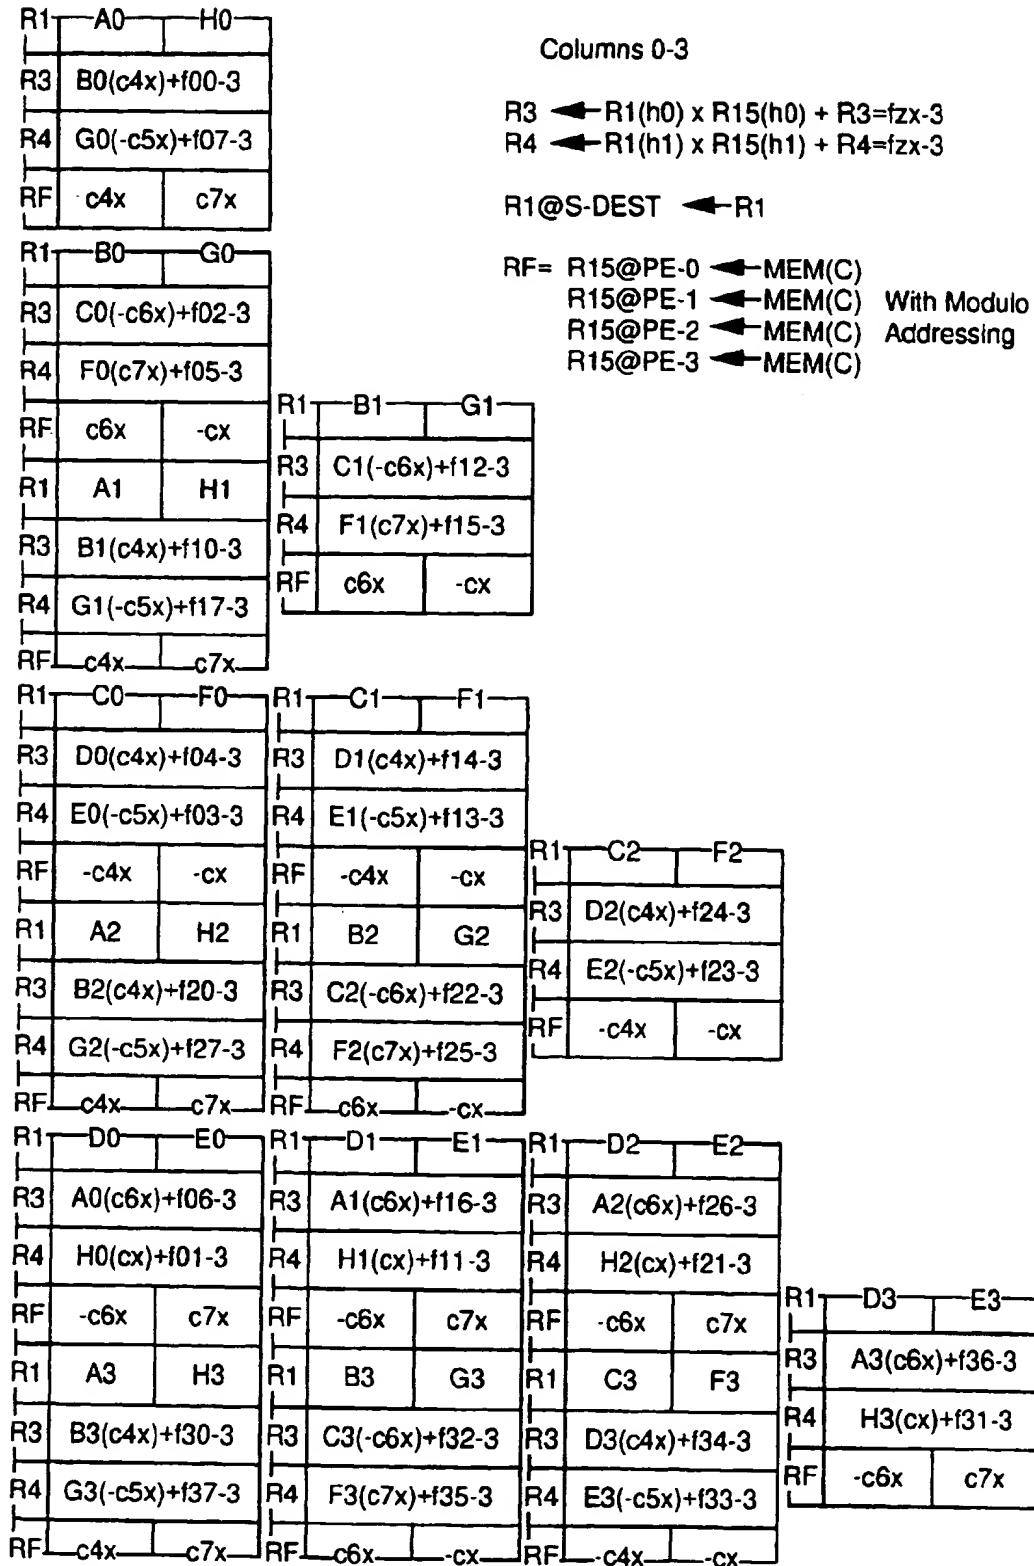 R1 A0 H0
R3 B0(c4x)+f00-3
R4 G0(-c5x)+f07-3
RF c4x c7x
Columns 0-3
R3 ← R1(h0) x R15(h0) + R3=fzx-3
R4 ← R1(h1) x R15(h1) + R4=fzx-3
R1@S-DEST ← R1
RF= R15@PE-0 ← MEM(C)
R15@PE-1 ← MEM(C) With Modulo
R15@PE-2 ← MEM(C) Addressing
R15@PE-3 ← MEM(C)
R1 B0 G0
R3 C0(-c6x)+f02-3
R4 F0(c7x)+f05-3
RF c6x -cx
R1 A1 H1
R3 B1(c4x)+f10-3
R4 G1(-c5x)+f17-3
RF c4x c7x
R1 B1 G1
R3 C1(-c6x)+f12-3
R4 F1(c7x)+f15-3
RF c6x -cx
R1 C0 F0
R3 D0(c4x)+f04-3
R4 E0(-c5x)+f03-3
RF -c4x -cx
R1 A2 H2
R3 B2(c4x)+f20-3
R4 G2(-c5x)+f27-3
RF c4x c7x
R1 C1 F1
R3 D1(c4x)+f14-3
R4 E1(-c5x)+f13-3
RF -c4x -cx
R1 B2 G2
R3 C2(-c6x)+f22-3
R4 F2(c7x)+f25-3
RF c6x -cx
R1 C2 F2
R3 D2(c4x)+f24-3
R4 E2(-c5x)+f23-3
RF -c4x -cx
R1 D0 E0
R3 A0(c6x)+f06-3
R4 H0(cx)+f01-3
RF -c6x c7x
R1 A3 H3
R3 B3(c4x)+f30-3
R4 G3(-c5x)+f37-3
RF c4x c7x
R1 D1 E1
R3 A1(c6x)+f16-3
R4 H1(cx)+f11-3
RF -c6x c7x
R1 B3 G3
R3 C3(-c6x)+f32-3
R4 F3(c7x)+f35-3
RF c6x -cx
R1 D2 E2
R3 A2(c6x)+f26-3
R4 H2(cx)+f21-3
RF -c6x c7x
R1 C3 F3
R3 D3(c4x)+f34-3
R4 E3(-c5x)+f33-3
RF -c4x -cx
R1 D3 E3
R3 A3(c6x)+f36-3
R4 H3(cx)+f31-3
RF -c6x c7x